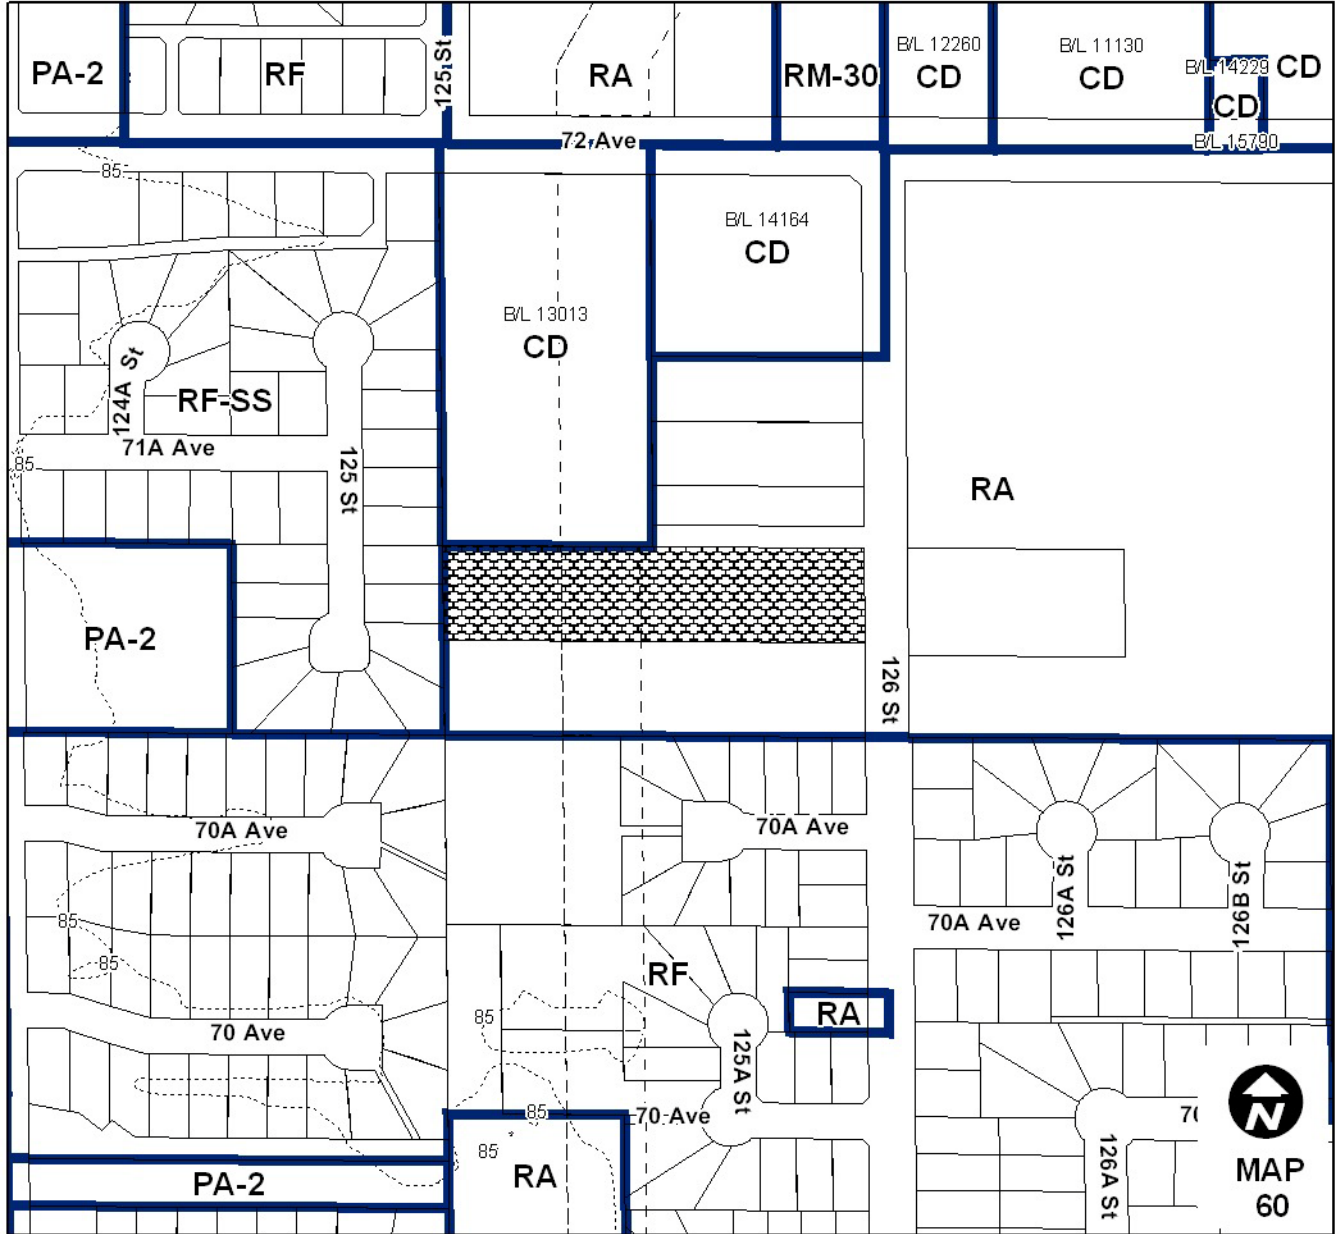 PA-2
RF
125 St
RA
RM-30
B/L 12260
CD
B/L 11130
CD
B/L 14229
CD
CD
B/L 15790
72 Ave
85
B/L 14164
CD
B/L 13013
CD
124A St
RF-SS
71A Ave
85
125 St
RA
PA-2
126 St
70A Ave
70A Ave
126A St
126B St
70A Ave
85
85
RF
RA
70 Ave
85
125A St
85
70 Ave
85
RA
PA-2
126A St
70
N
MAP
60